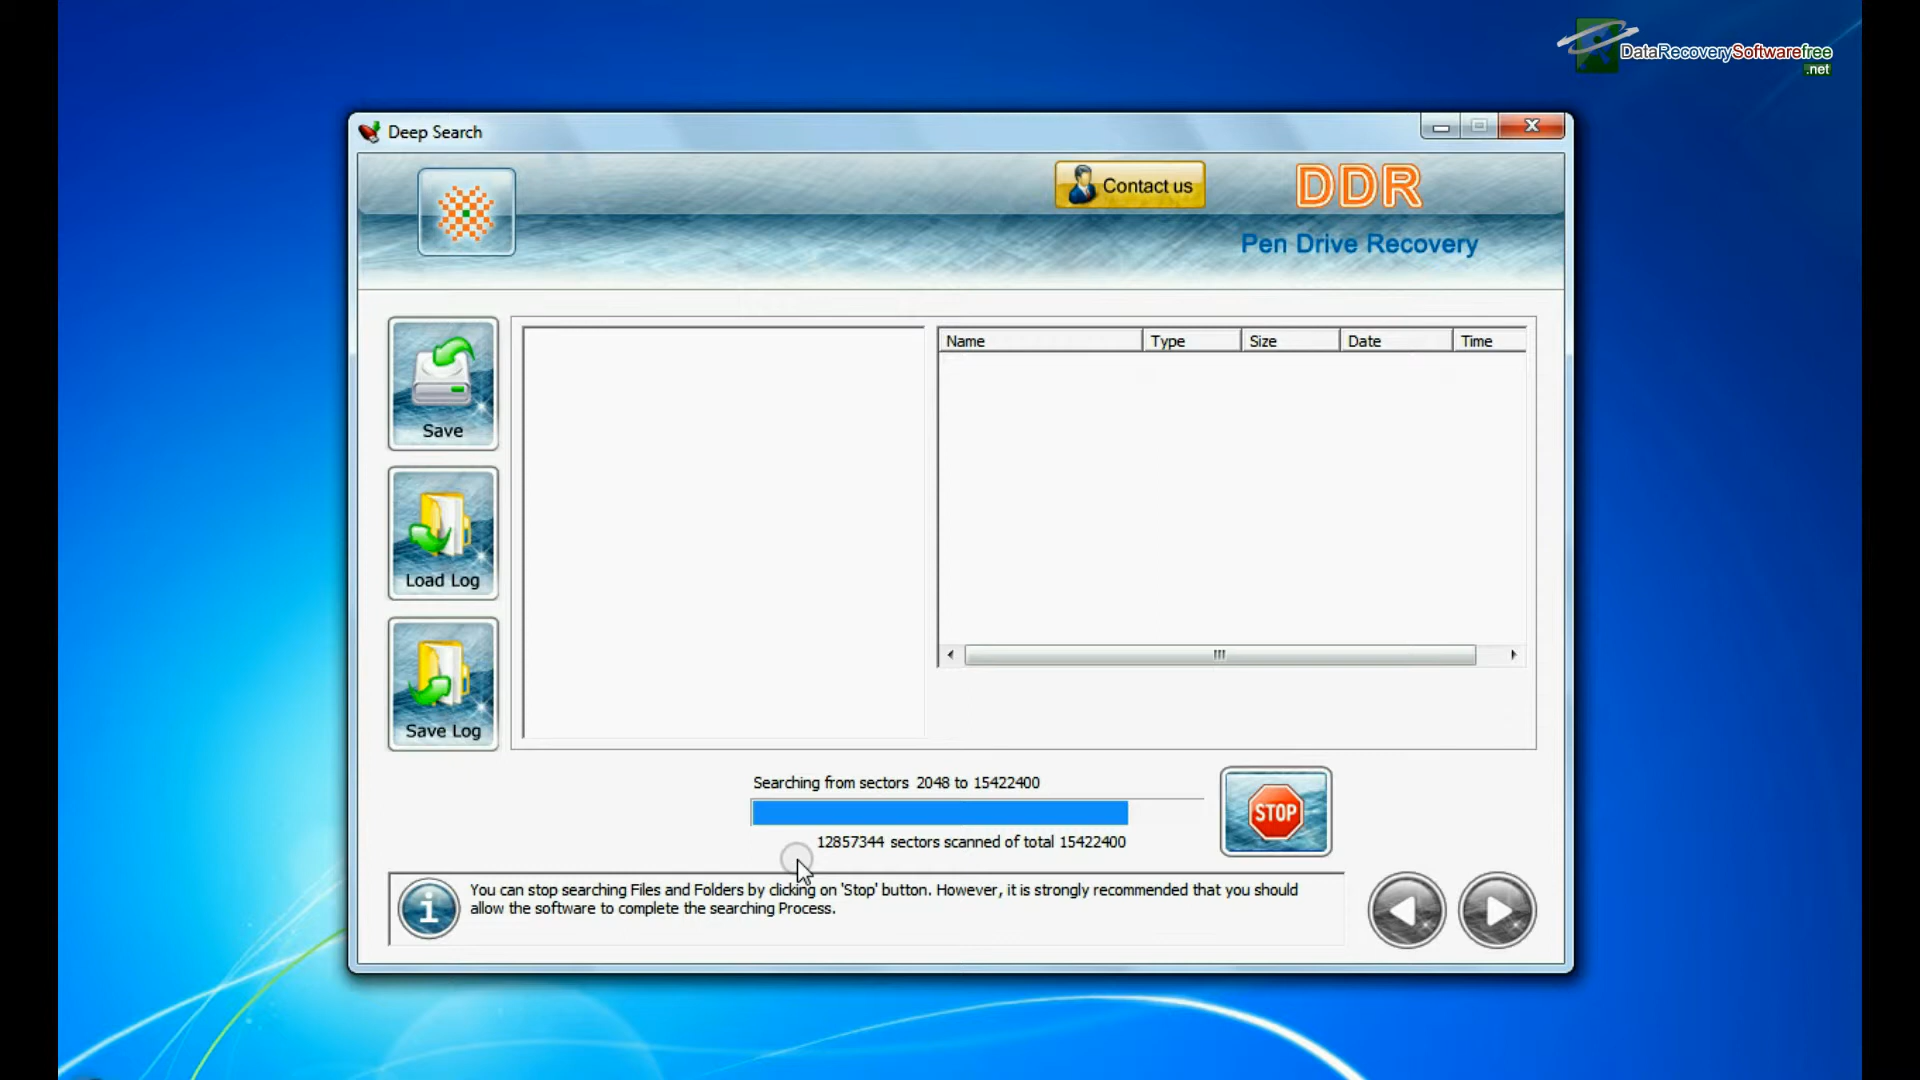 DataRecoverySoftwarefree
.net
Deep Search
Contact us
DDR
Pen Drive Recovery
Save
Load Log
Save Log
Name Type Size Date Time
Searching from sectors 2048 to 15422400
12857344 sectors scanned of total 15422400
STOP
You can stop searching Files and Folders by clicking on 'Stop' button. However, it is strongly recommended that you should
allow the software to complete the searching Process.